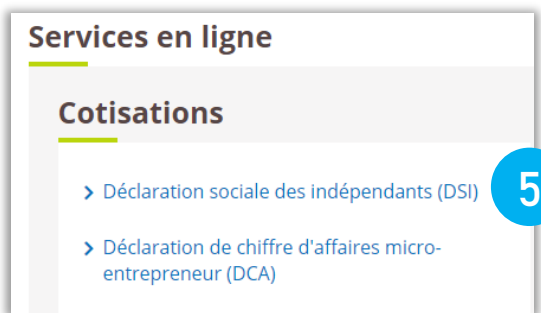 Services en ligne
Cotisations
Déclaration sociale des indépendants (DSI)
5
Déclaration de chiffre d'affaires micro-
entrepreneur (DCA)